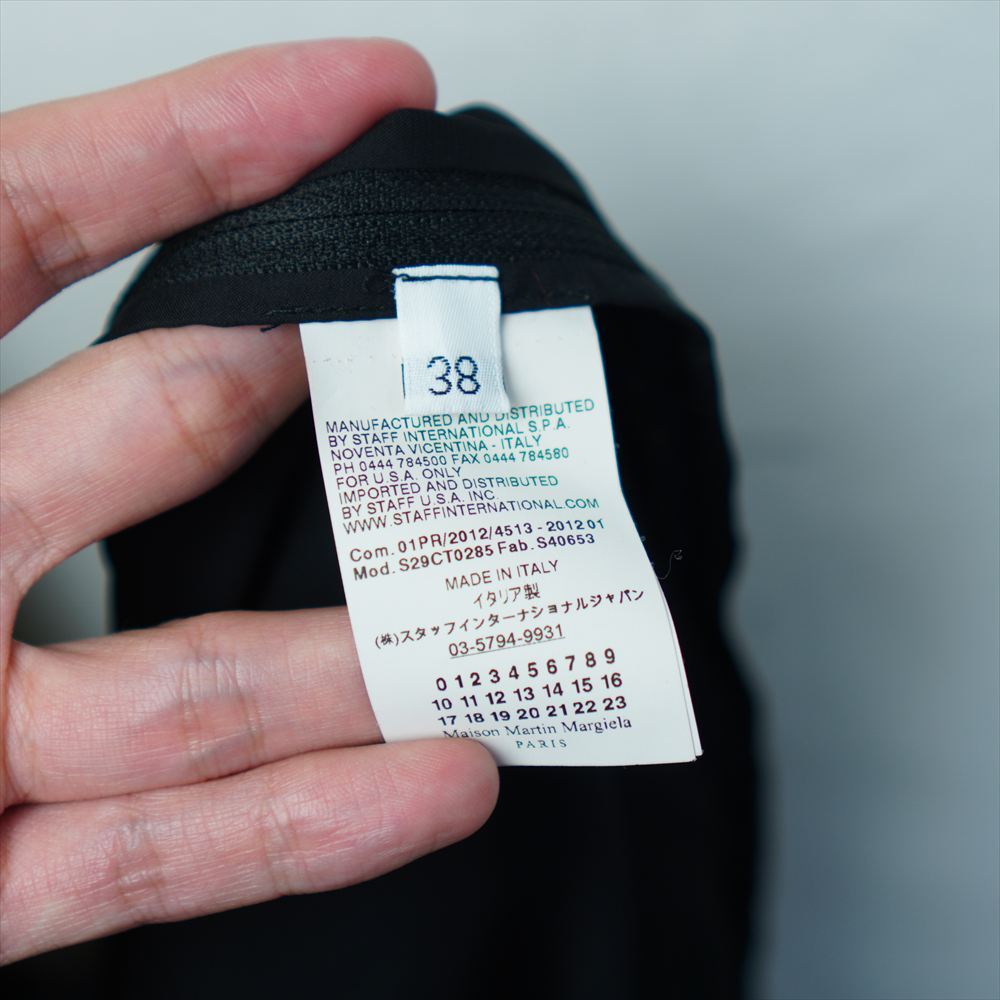 38
MANUFACTURED AND DISTRIBUTED
BY STAFF INTERNATIONAL S.P.A.
NOVENTA VICENTINA - ITALY
PH 0444 784500 FAX 0444 784580
FOR U.S.A. ONLY
IMPORTED AND DISTRIBUTED
BY STAFF U.S.A. INC
WWW.STAFFINTERNATIONAL.COM
Com. 01PR/2012/4513 - 2012 01
Mod. S29CT0285 Fab. S40653
MADE IN ITALY
イタリア製
(株)スタッフインターナショナルジャパン
03-5794-9931
0 1 2 3 4 5 6 7 8 9
10 11 12 13 14 15 16
17 18 19 20 21 22 23
Maison Martin Margiela
PARIS